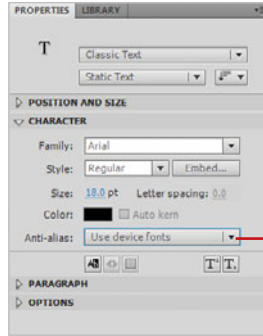 PROPERTIES LIBRARY
T
Classic Text
Static Text
POSITION AND SIZE
CHARACTER
Family: Arial
Style: Regular Embed...
Size: 18.0 pt Letter spacing: 0.0
Color: Auto kern
Anti-alias: Use device fonts
PARAGRAPH
OPTIONS